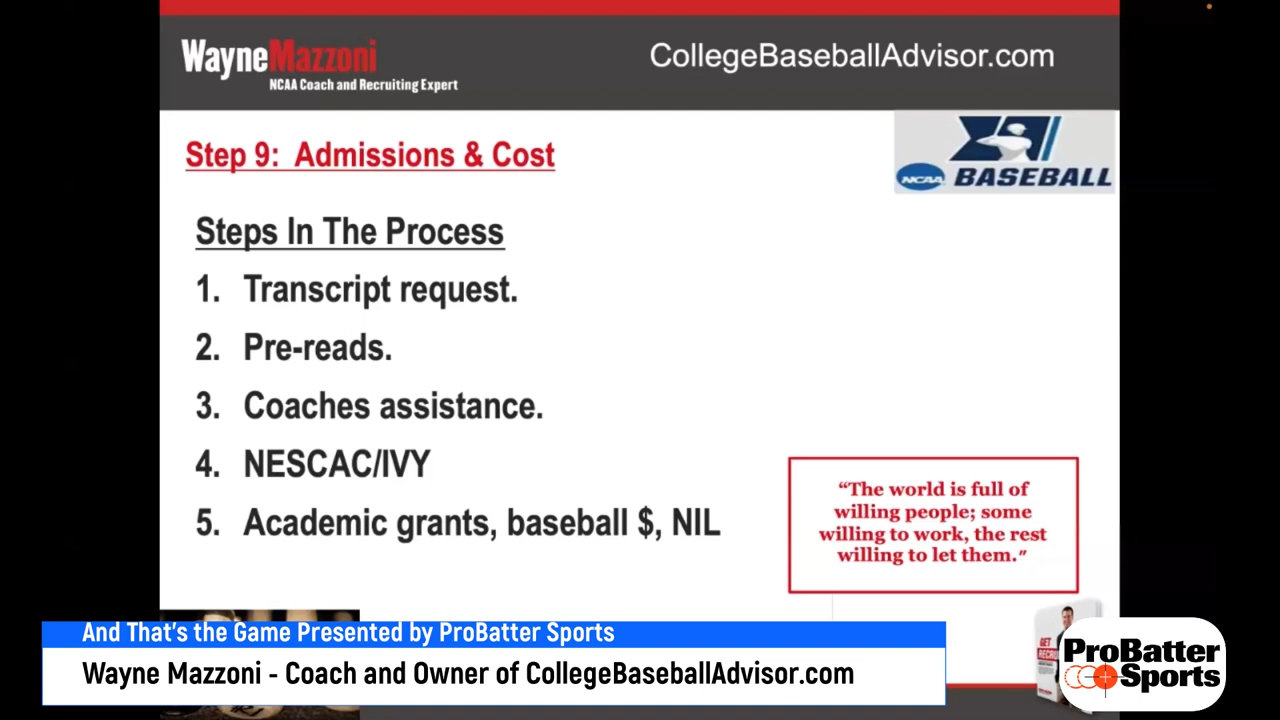 WayneMazzoni
NCAA Coach and Recruiting Expert
CollegeBaseballAdvisor.com
Step 9: Admissions & Cost
NCAA BASEBALL
Steps In The Process
1. Transcript request.
2. Pre-reads.
3. Coaches assistance.
4. NESCAC/IVY
5. Academic grants, baseball $, NIL
“The world is full of
willing people; some
willing to work, the rest
willing to let them.”
And That's the Game Presented by ProBatter Sports
Wayne Mazzoni - Coach and Owner of CollegeBaseballAdvisor.com
GET
ProBatter
Sports